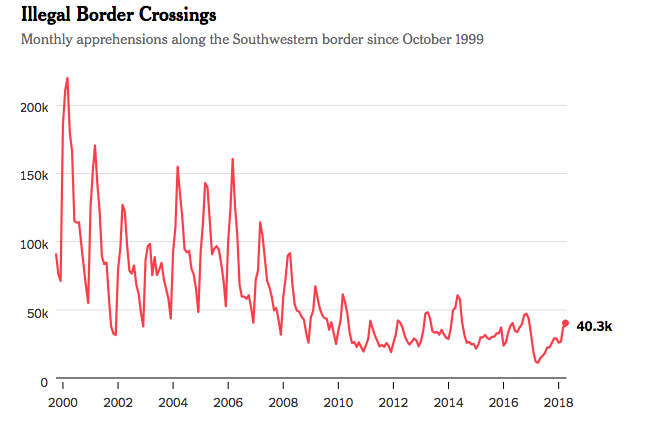 Illegal Border Crossings
Monthly apprehensions along the Southwestern border since October 1999
200k
150k
100k
50k
40.3k
0
2000 2002 2004 2006 2008 2010 2012 2014 2016 2018